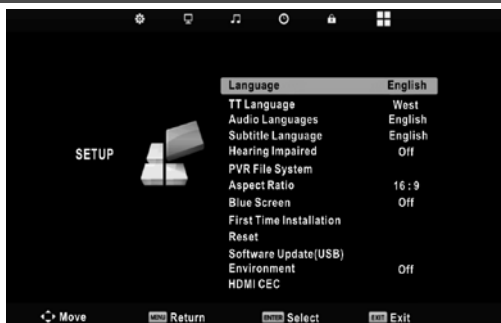 Language English
TT Language West
Audio Languages English
Subtitle Language English
Hearing Impaired Off
PVR File System
Aspect Ratio 16:9
Blue Screen Off
First Time Installation
Reset
Software Update(USB)
Environment Off
HDMI CEC
SETUP
Move MENU Return ENTER Select EXIT Exit